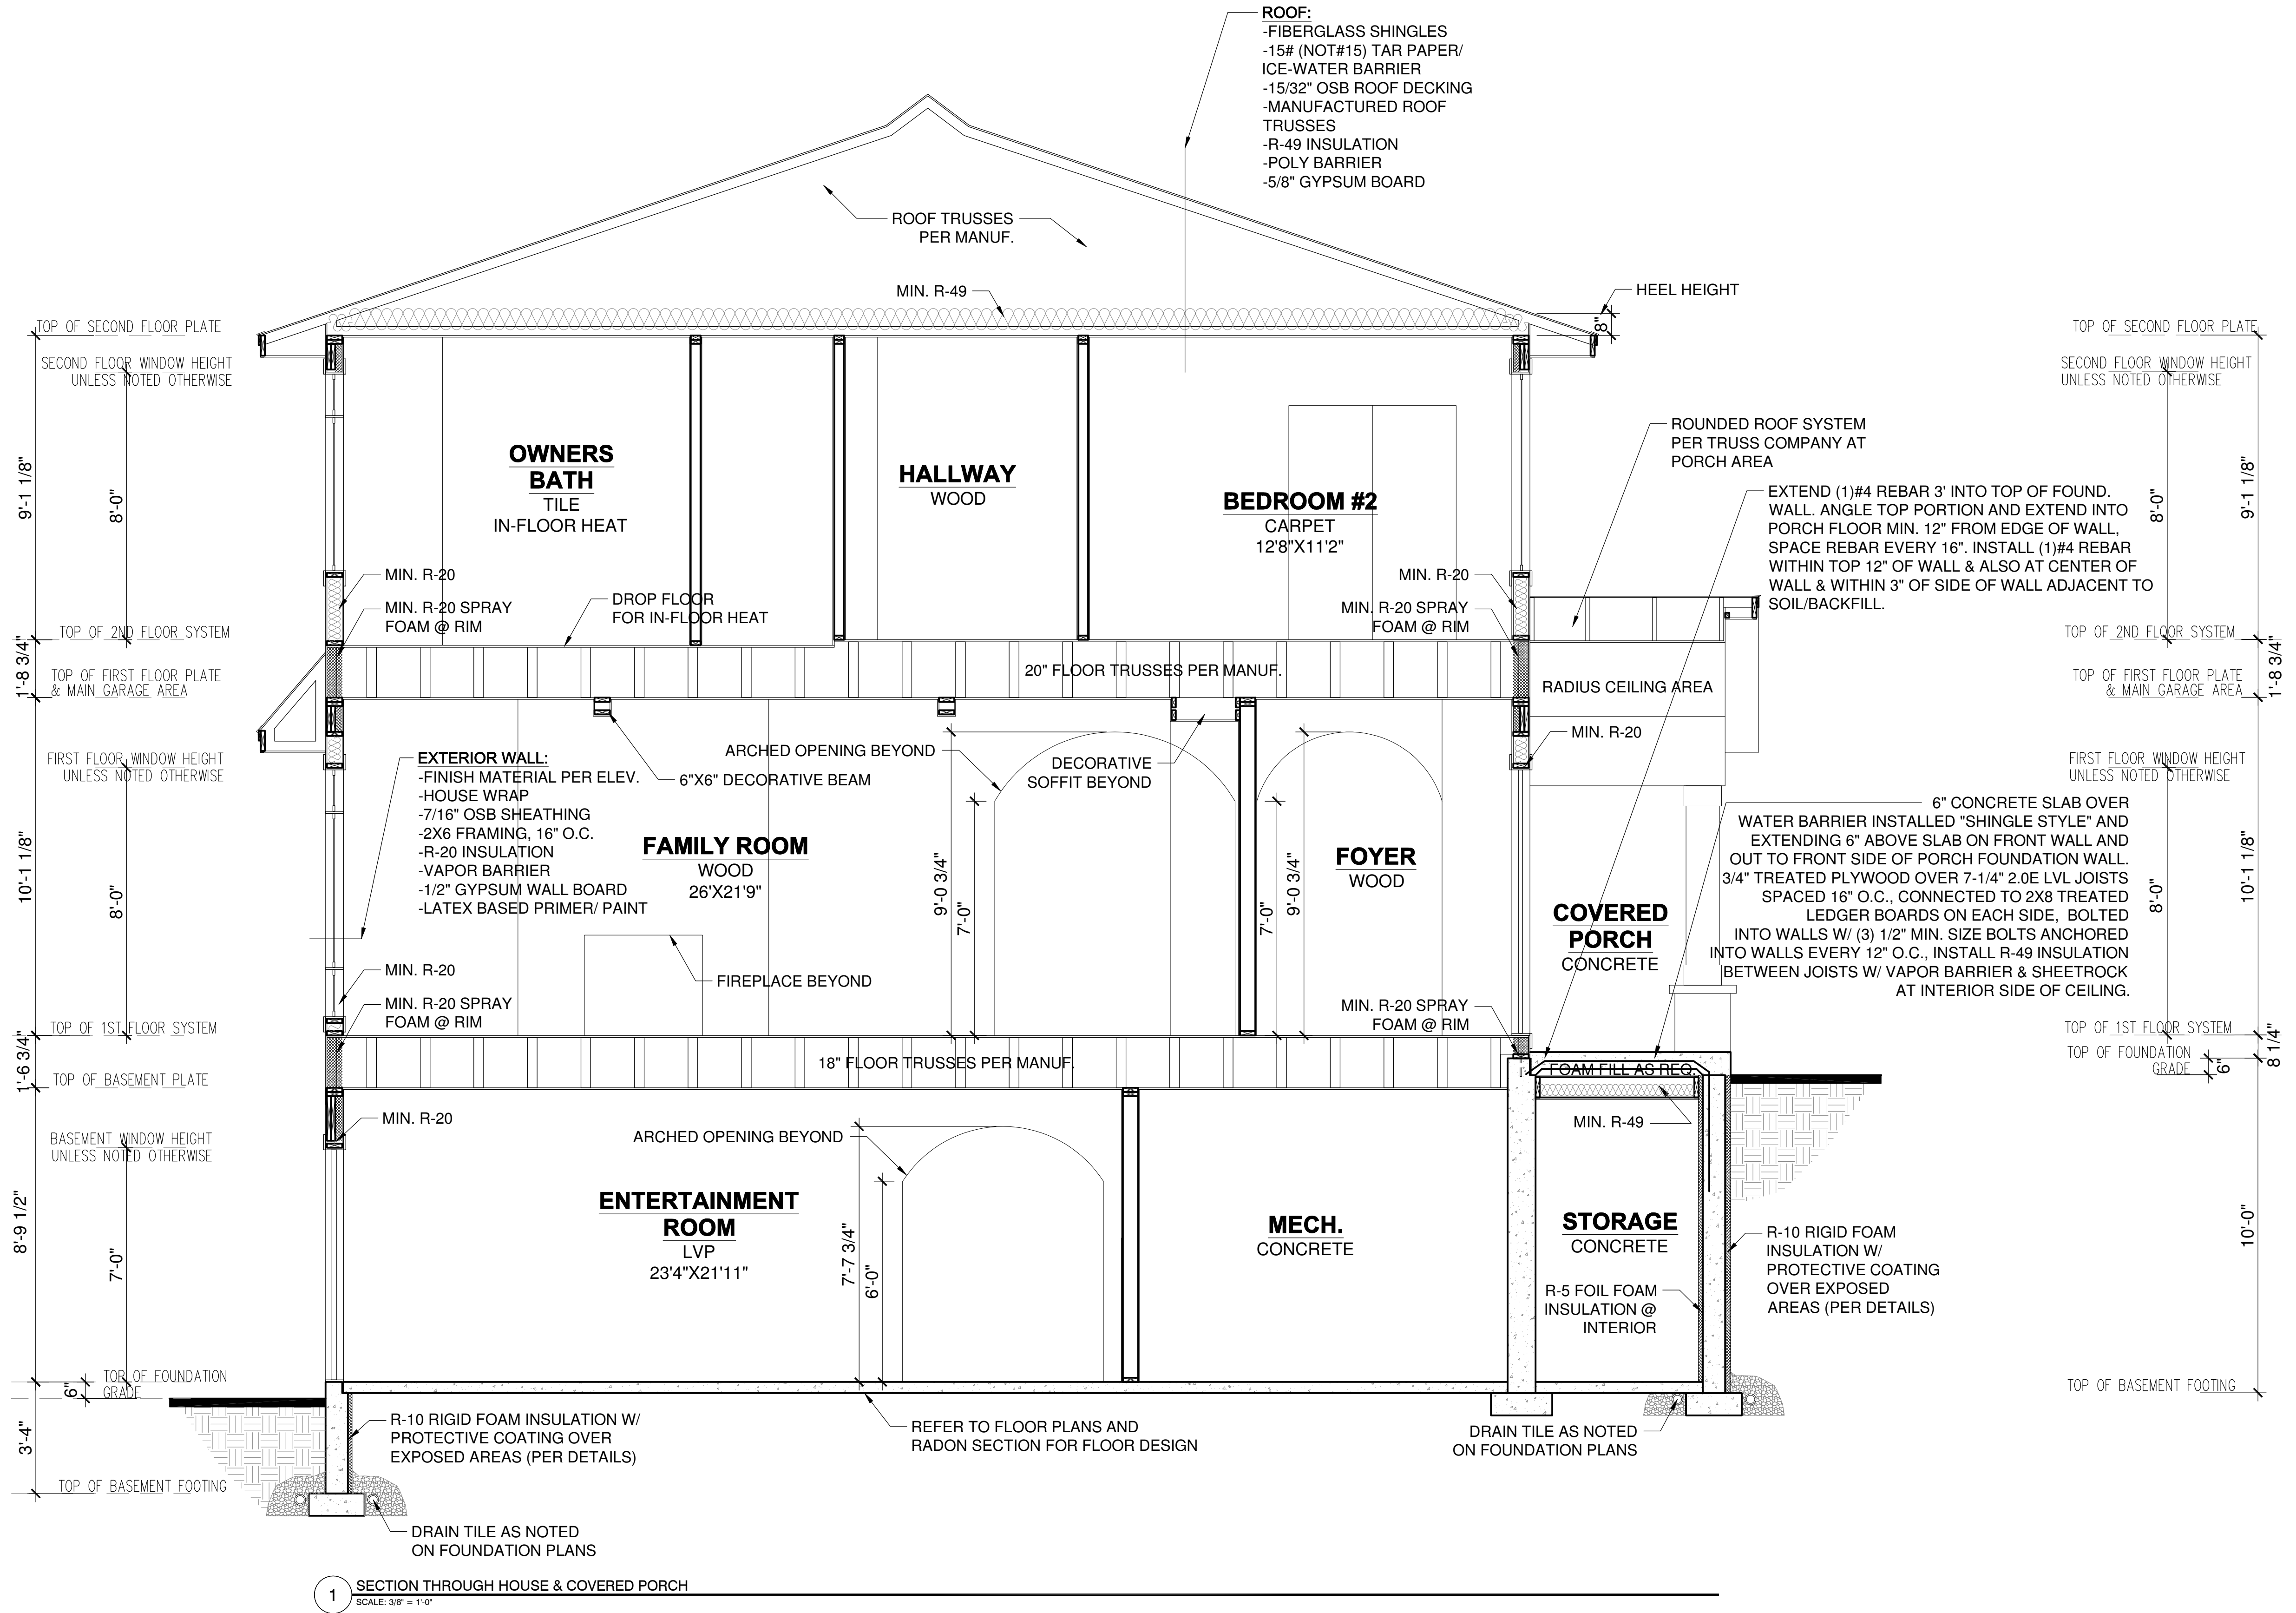 ROOF:
-FIBERGLASS SHINGLES
-15# (NOT#15) TAR PAPER/
ICE-WATER BARRIER
-15/32" OSB ROOF DECKING
-MANUFACTURED ROOF
TRUSSES
-R-49 INSULATION
-POLY BARRIER
-5/8" GYPSUM BOARD
ROOF TRUSSES
PER MANUF.
MIN. R-49
HEEL HEIGHT
8"
TOP OF SECOND FLOOR PLATE
SECOND FLOOR WINDOW HEIGHT
UNLESS NOTED OTHERWISE
9'-1 1/8"
8'-0"
TOP OF 2ND FLOOR SYSTEM
1'-8 3/4"
TOP OF FIRST FLOOR PLATE
& MAIN GARAGE AREA
FIRST FLOOR WINDOW HEIGHT
UNLESS NOTED OTHERWISE
10'-1 1/8"
8'-0"
TOP OF 1ST FLOOR SYSTEM
1'-6 3/4"
TOP OF BASEMENT PLATE
BASEMENT WINDOW HEIGHT
UNLESS NOTED OTHERWISE
8'-9 1/2"
7'-0"
TOP OF FOUNDATION
GRADE
6"
3'-4"
TOP OF BASEMENT FOOTING
OWNERS
BATH
TILE
IN-FLOOR HEAT
HALLWAY
WOOD
BEDROOM #2
CARPET
12'8"X11'2"
MIN. R-20
MIN. R-20 SPRAY
FOAM @ RIM
DROP FLOOR
FOR IN-FLOOR HEAT
MIN. R-20
MIN. R-20 SPRAY
FOAM @ RIM
20" FLOOR TRUSSES PER MANUF.
ROUNDED ROOF SYSTEM
PER TRUSS COMPANY AT
PORCH AREA
EXTEND (1)#4 REBAR 3' INTO TOP OF FOUND.
WALL. ANGLE TOP PORTION AND EXTEND INTO
PORCH FLOOR MIN. 12" FROM EDGE OF WALL,
SPACE REBAR EVERY 16". INSTALL (1)#4 REBAR
WITHIN TOP 12" OF WALL & ALSO AT CENTER OF
WALL & WITHIN 3" OF SIDE OF WALL ADJACENT TO
SOIL/BACKFILL.
RADIUS CEILING AREA
MIN. R-20
EXTERIOR WALL:
-FINISH MATERIAL PER ELEV.
-HOUSE WRAP
-7/16" OSB SHEATHING
-2X6 FRAMING, 16" O.C.
-R-20 INSULATION
-VAPOR BARRIER
-1/2" GYPSUM WALL BOARD
-LATEX BASED PRIMER/ PAINT
6"X6" DECORATIVE BEAM
ARCHED OPENING BEYOND
DECORATIVE
SOFFIT BEYOND
FAMILY ROOM
WOOD
26'X21'9"
9'-0 3/4"
7'-0"
7'-0"
9'-0 3/4"
FOYER
WOOD
FIREPLACE BEYOND
MIN. R-20
MIN. R-20 SPRAY
FOAM @ RIM
MIN. R-20 SPRAY
FOAM @ RIM
COVERED
PORCH
CONCRETE
6" CONCRETE SLAB OVER
WATER BARRIER INSTALLED "SHINGLE STYLE" AND
EXTENDING 6" ABOVE SLAB ON FRONT WALL AND
OUT TO FRONT SIDE OF PORCH FOUNDATION WALL.
3/4" TREATED PLYWOOD OVER 7-1/4" 2.0E LVL JOISTS
SPACED 16" O.C., CONNECTED TO 2X8 TREATED
LEDGER BOARDS ON EACH SIDE, BOLTED
INTO WALLS W/ (3) 1/2" MIN. SIZE BOLTS ANCHORED
INTO WALLS EVERY 12" O.C., INSTALL R-49 INSULATION
BETWEEN JOISTS W/ VAPOR BARRIER & SHEETROCK
AT INTERIOR SIDE OF CEILING.
18" FLOOR TRUSSES PER MANUF.
FOAM FILL AS REQ.
MIN. R-49
MIN. R-20
ARCHED OPENING BEYOND
ENTERTAINMENT
ROOM
LVP
23'4"X21'11"
7'-7 3/4"
6'-0"
MECH.
CONCRETE
STORAGE
CONCRETE
R-5 FOIL FOAM
INSULATION @
INTERIOR
R-10 RIGID FOAM
INSULATION W/
PROTECTIVE COATING
OVER EXPOSED
AREAS (PER DETAILS)
R-10 RIGID FOAM INSULATION W/
PROTECTIVE COATING OVER
EXPOSED AREAS (PER DETAILS)
REFER TO FLOOR PLANS AND
RADON SECTION FOR FLOOR DESIGN
DRAIN TILE AS NOTED
ON FOUNDATION PLANS
DRAIN TILE AS NOTED
ON FOUNDATION PLANS
TOP OF SECOND FLOOR PLATE
SECOND FLOOR WINDOW HEIGHT
UNLESS NOTED OTHERWISE
8'-0"
9'-1 1/8"
TOP OF 2ND FLOOR SYSTEM
TOP OF FIRST FLOOR PLATE
& MAIN GARAGE AREA
1'-8 3/4"
FIRST FLOOR WINDOW HEIGHT
UNLESS NOTED OTHERWISE
8'-0"
10'-1 1/8"
TOP OF 1ST FLOOR SYSTEM
TOP OF FOUNDATION
GRADE
6"
8 1/4"
10'-0"
TOP OF BASEMENT FOOTING
1
SECTION THROUGH HOUSE & COVERED PORCH
SCALE: 3/8" = 1'-0"